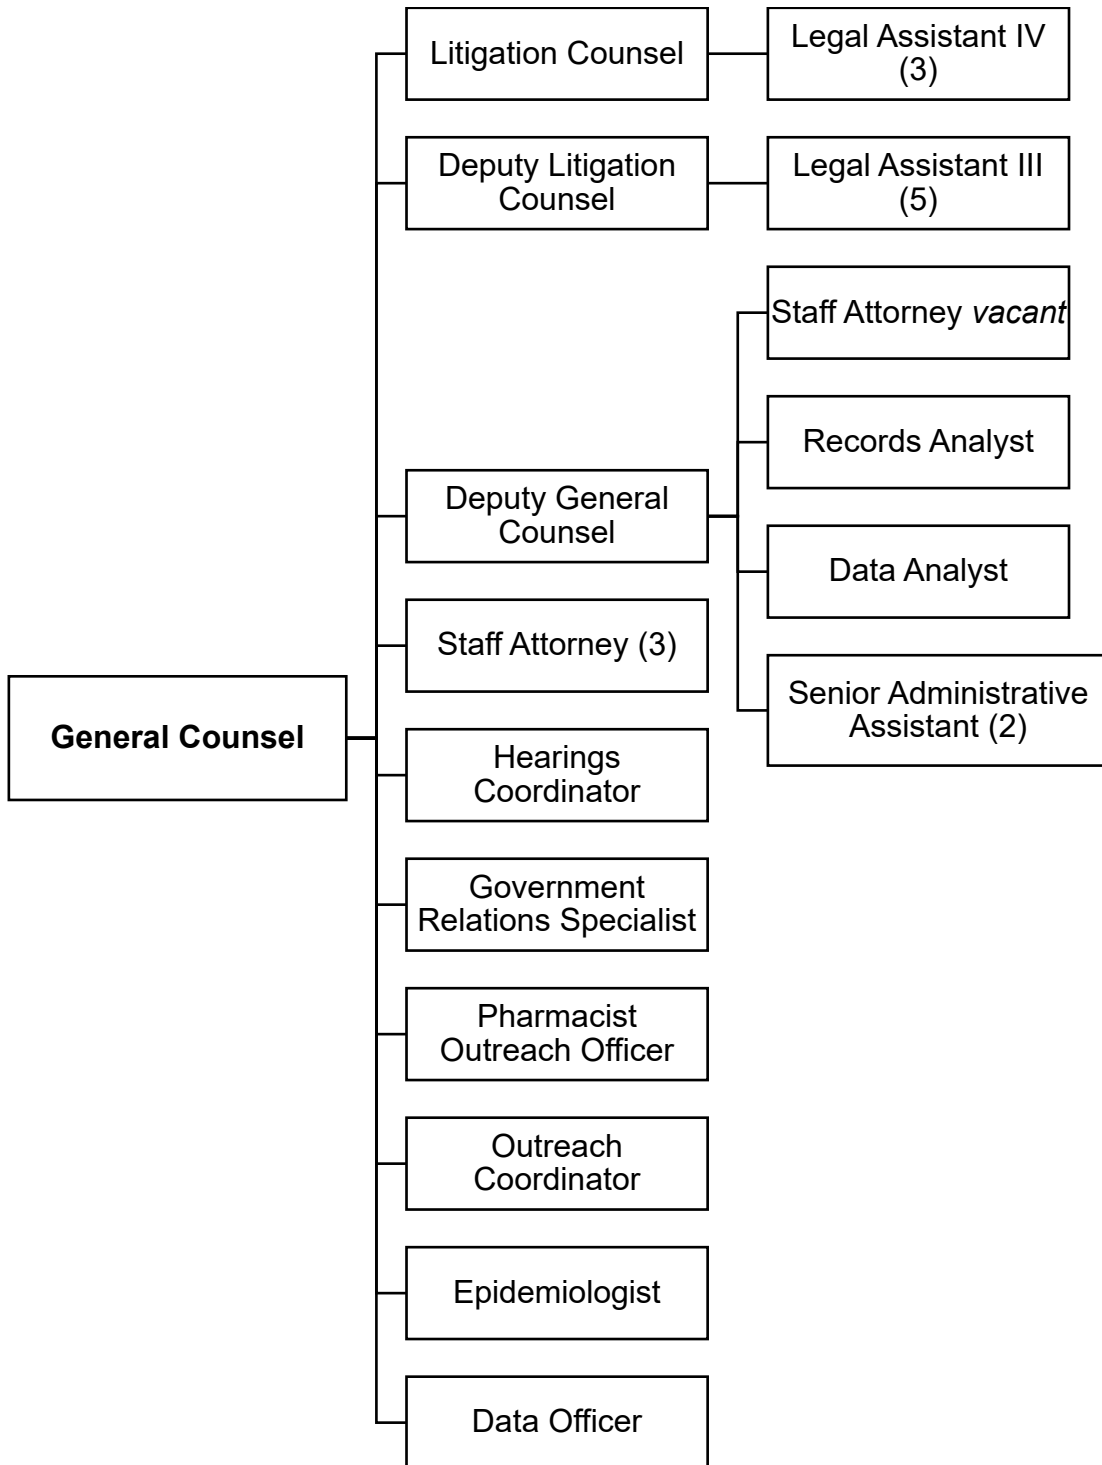 Litigation Counsel
Legal Assistant IV
(3)
Deputy Litigation
Counsel
Legal Assistant III
(5)
Staff Attorney vacant
Records Analyst
Deputy General
Counsel
Data Analyst
Staff Attorney (3)
Senior Administrative
Assistant (2)
General Counsel
Hearings
Coordinator
Government
Relations Specialist
Pharmacist
Outreach Officer
Outreach
Coordinator
Epidemiologist
Data Officer